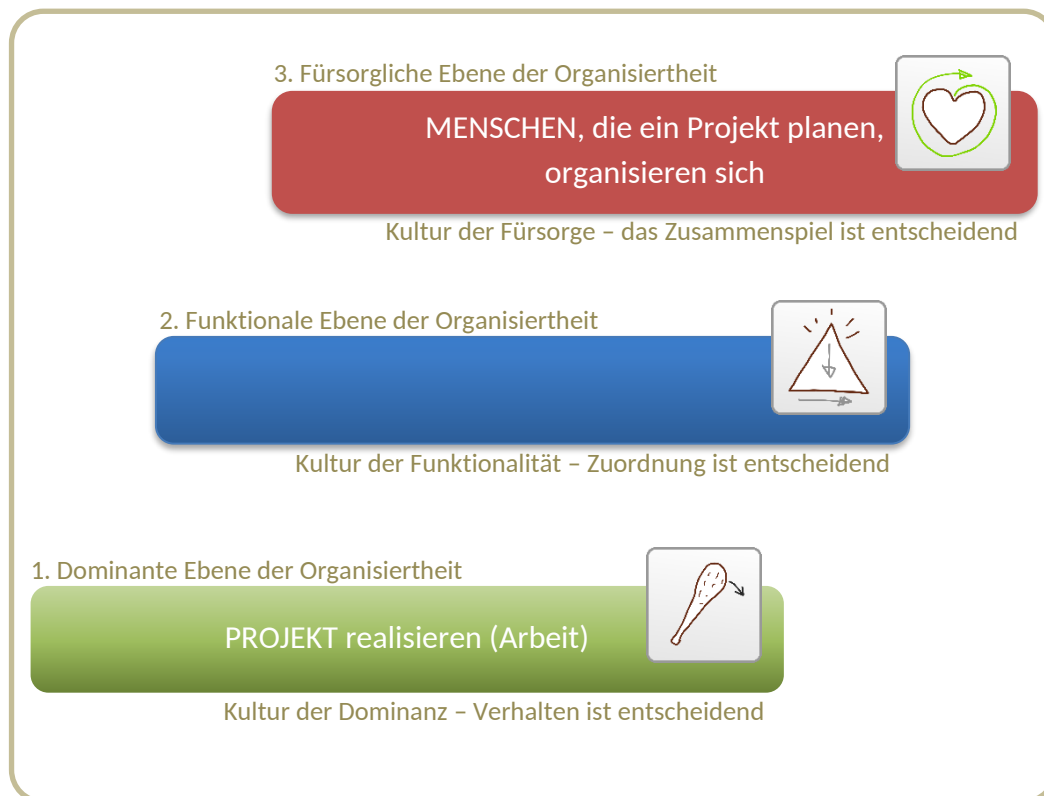 3. Fürsorgliche Ebene der Organisiertheit
MENSCHEN, die ein Projekt planen,
organisieren sich
Kultur der Fürsorge – das Zusammenspiel ist entscheidend
2. Funktionale Ebene der Organisiertheit
Kultur der Funktionalität – Zuordnung ist entscheidend
1. Dominante Ebene der Organisiertheit
PROJEKT realisieren (Arbeit)
Kultur der Dominanz – Verhalten ist entscheidend